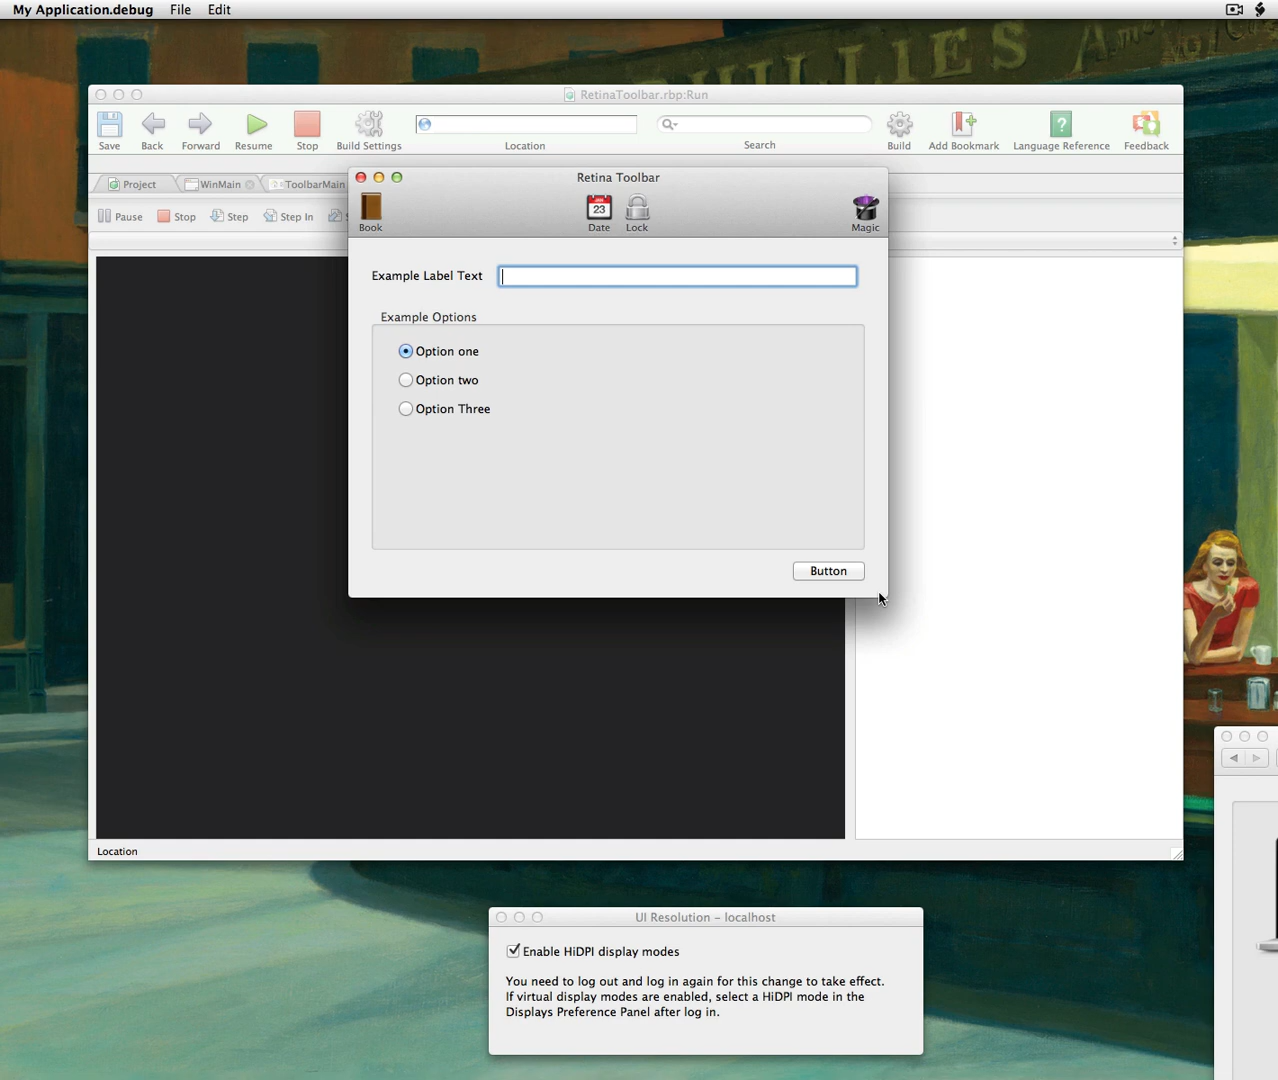 My Application.debug File Edit
PHILLIES
RetinaToolbar.rbp:Run
Save Back Forward Resume Stop Build Settings Location Search Build Add Bookmark Language Reference Feedback
Project WinMain ToolbarMain
Pause Stop Step Step In
Retina Toolbar
23
Book Date Lock Magic
Example Label Text
Example Options
Option one
Option two
Option Three
Button
Location
UI Resolution – localhost
Enable HiDPI display modes
You need to log out and log in again for this change to take effect.
If virtual display modes are enabled, select a HiDPI mode in the
Displays Preference Panel after log in.